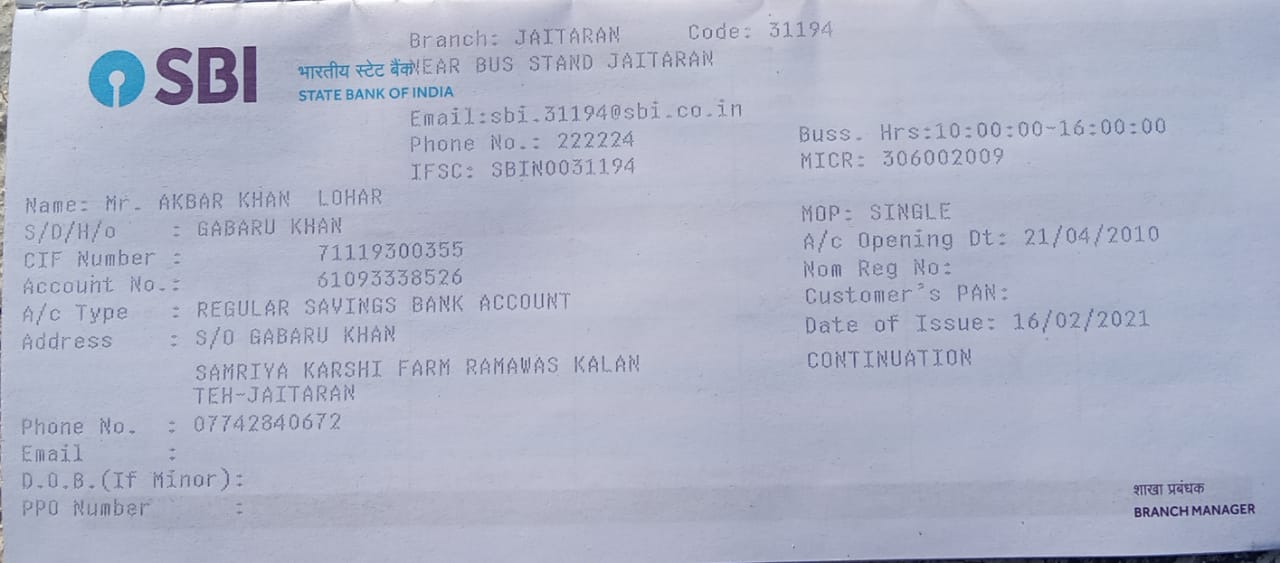 Branch: JAITARAN Code: 31194
SBI भारतीय स्टेट बैंक NEAR BUS STAND JAITARAN
STATE BANK OF INDIA
Email:sbi.31194@sbi.co.in
Phone No.: 222224 Buss. Hrs:10:00:00-16:00:00
IFSC: SBIN0031194 MICR: 306002009
Name: Mr. AKBAR KHAN LOHAR
S/D/H/o : GABARU KHAN MOP: SINGLE
CIF Number : 71119300355 A/c Opening Dt: 21/04/2010
Account No.: 61093338526 Nom Reg No:
A/c Type : REGULAR SAVINGS BANK ACCOUNT Customer's PAN:
Address : S/O GABARU KHAN Date of Issue: 16/02/2021
SAMRIYA KARSHI FARM RAMAWAS KALAN CONTINUATION
TEH-JAITARAN
Phone No. : 07742840672
Email :
D.O.B.(If Minor):
PPO Number :
शाखा प्रबंधक
BRANCH MANAGER